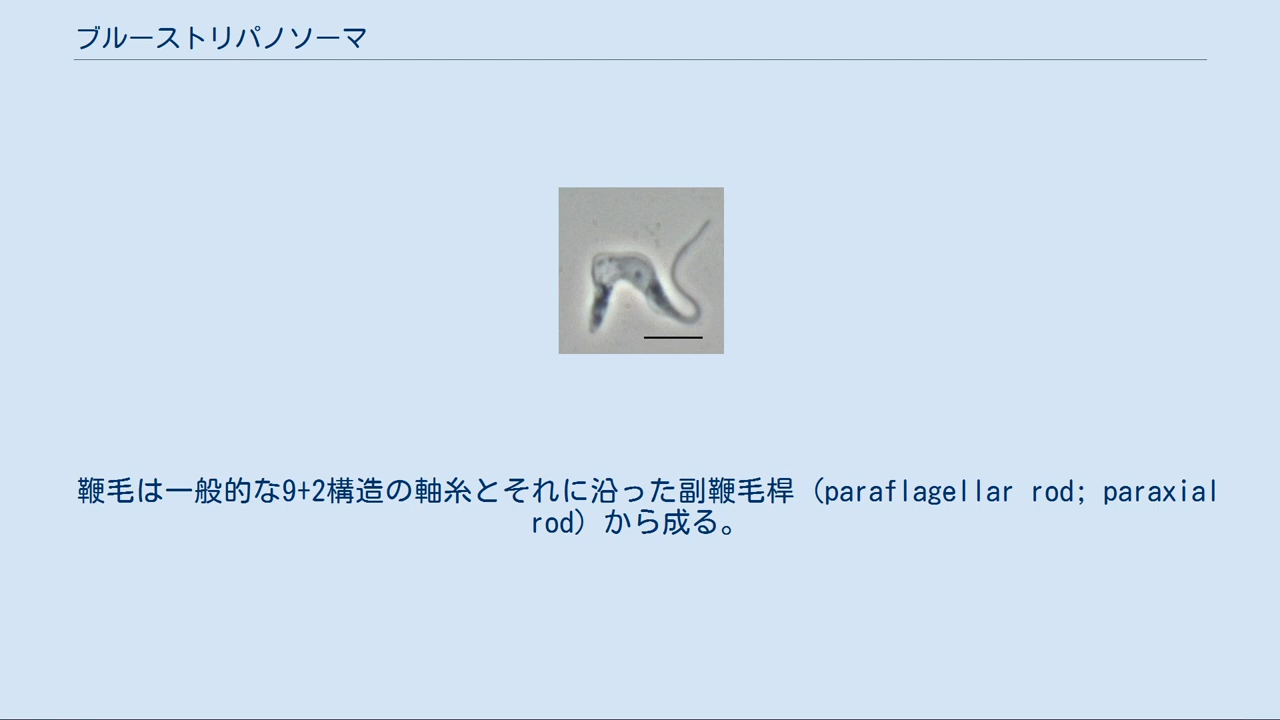 ブルーストリパノソーマ
鞭毛は一般的な9+2構造の軸糸とそれに沿った副鞭毛桿（paraflagellar rod; paraxial
rod）から成る。